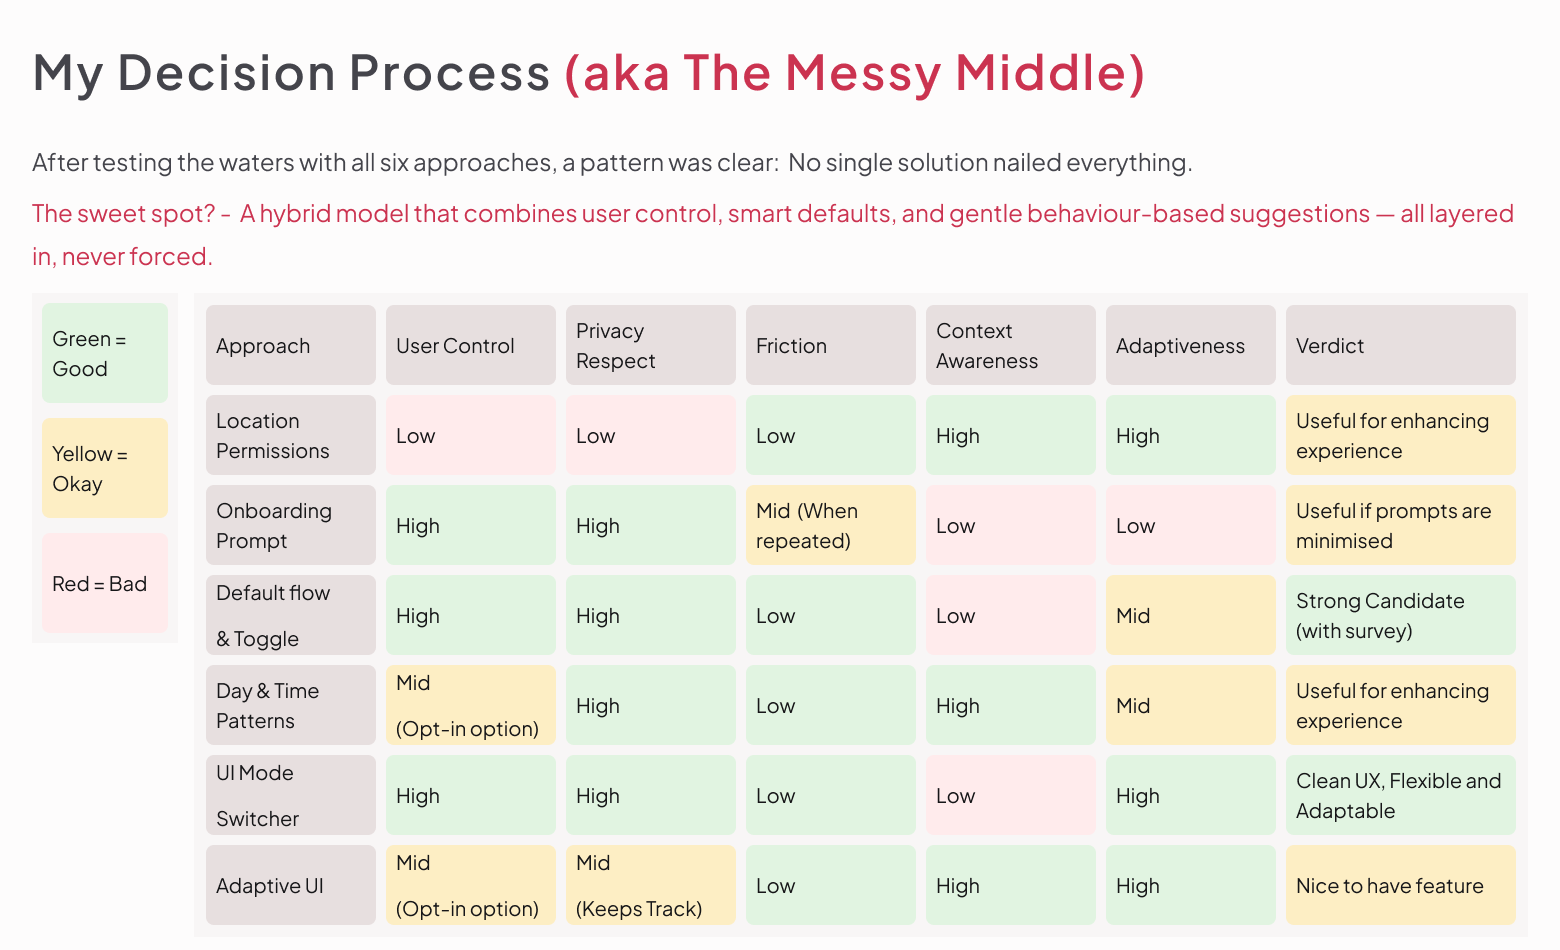 My Decision Process (aka The Messy Middle)
After testing the waters with all six approaches, a pattern was clear:  No single solution nailed everything.
The sweet spot? -  A hybrid model that combines user control, smart defaults, and gentle behaviour-based suggestions — all layered
in, never forced.
Green =
Good
Yellow =
Okay
Red = Bad
Approach
User Control
Privacy
Respect
Friction
Context
Awareness
Adaptiveness
Verdict
Location
Permissions
Low
Low
Low
High
High
Useful for enhancing
experience
Onboarding
Prompt
High
High
Mid (When
repeated)
Low
Low
Useful if prompts are
minimised
Default flow
& Toggle
High
High
Low
Low
Mid
Strong Candidate
(with survey)
Day & Time
Patterns
Mid
(Opt-in option)
High
Low
High
Mid
Useful for enhancing
experience
UI Mode
Switcher
High
High
Low
Low
High
Clean UX, Flexible and
Adaptable
Adaptive UI
Mid
(Opt-in option)
Mid
(Keeps Track)
Low
High
High
Nice to have feature